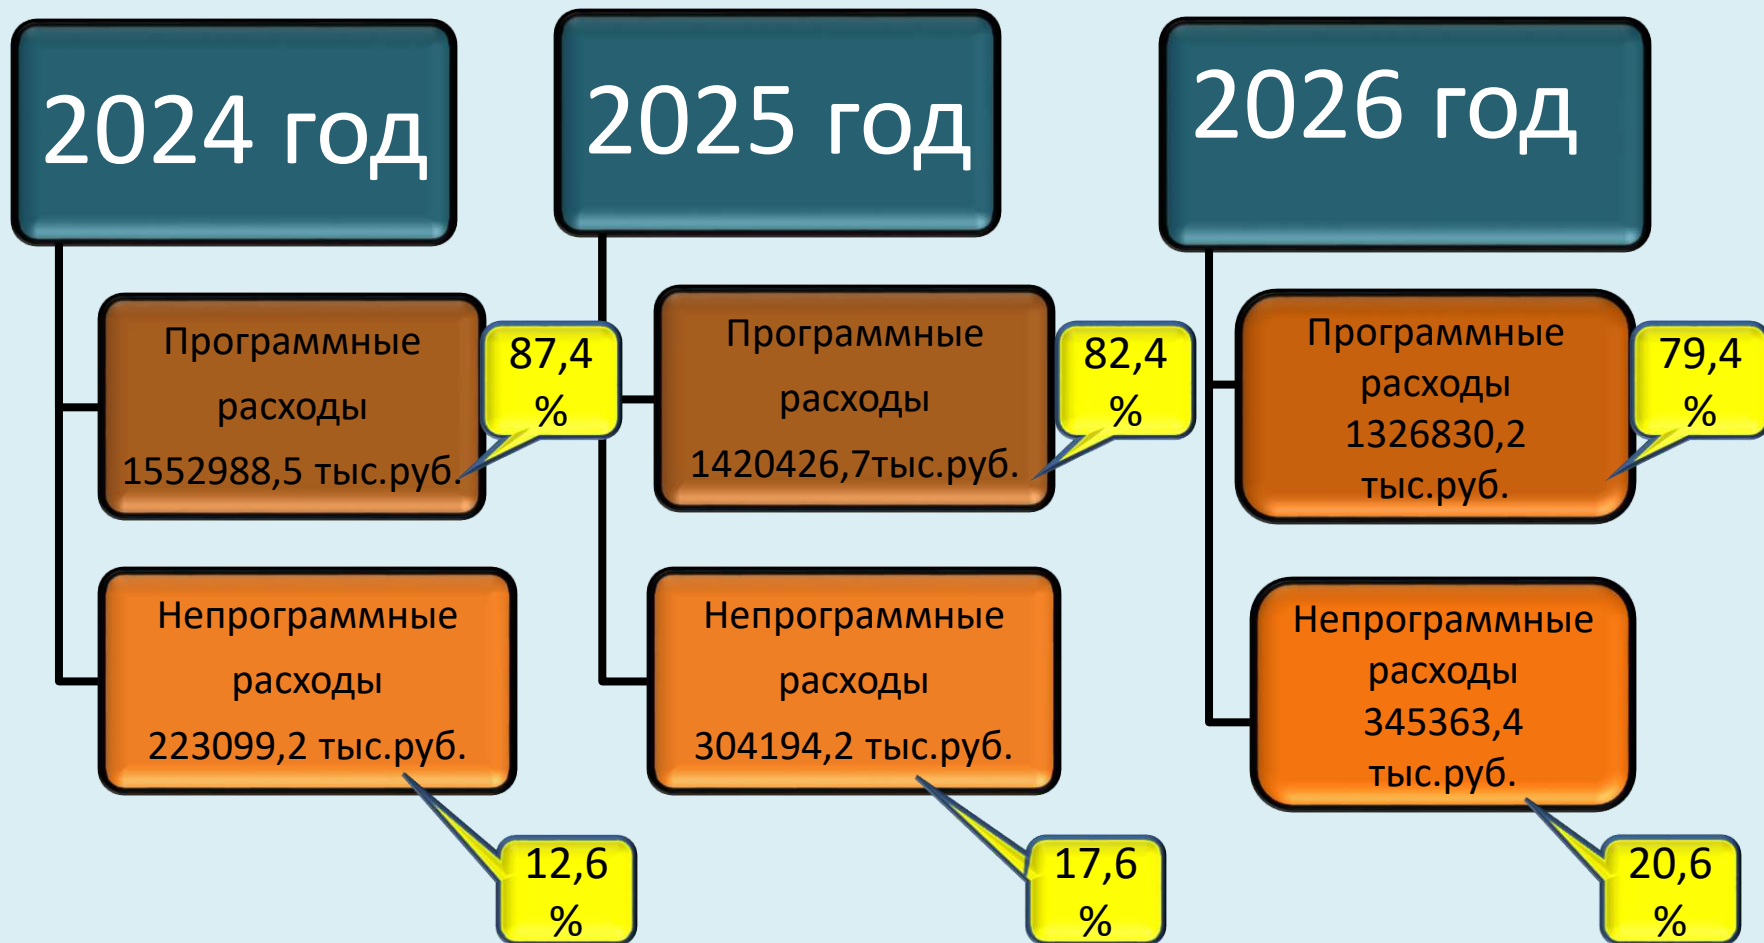 2024 год
Программные
расходы
1552988,5 тыс.руб.
87,4
%
Непрограммные
расходы
223099,2 тыс.руб.
12,6
%
2025 год
Программные
расходы
1420426,7тыс.руб.
82,4
%
Непрограммные
расходы
304194,2 тыс.руб.
17,6
%
2026 год
Программные
расходы
1326830,2
тыс.руб.
79,4
%
Непрограммные
расходы
345363,4
тыс.руб.
20,6
%